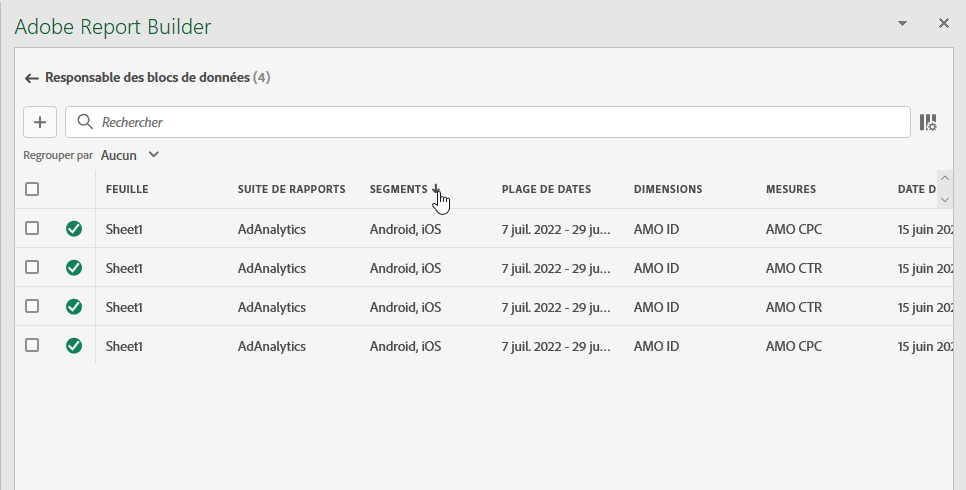 Adobe Report Builder
Responsable des blocs de données (4)
Rechercher
Regrouper par Aucun
FEUILLE SUITE DE RAPPORTS SEGMENTS PLAGE DE DATES DIMENSIONS MESURES DATE D
Sheet1 AdAnalytics Android, iOS 7 juil. 2022 - 29 ju... AMO ID AMO CPC 15 juin 202
Sheet1 AdAnalytics Android, iOS 7 juil. 2022 - 29 ju... AMO ID AMO CTR 15 juin 202
Sheet1 AdAnalytics Android, iOS 7 juil. 2022 - 29 ju... AMO ID AMO CTR 15 juin 202
Sheet1 AdAnalytics Android, iOS 7 juil. 2022 - 29 ju... AMO ID AMO CPC 15 juin 202